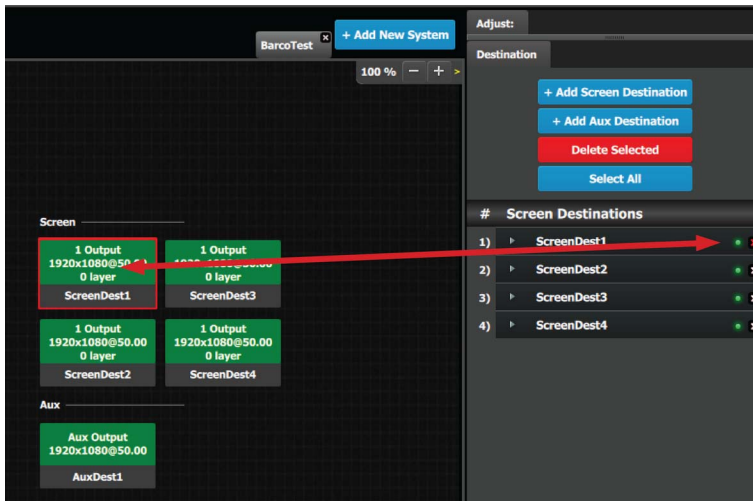 Adjust:
BarcoTest
+ Add New System
Destination
100 %
+ Add Screen Destination
+ Add Aux Destination
Delete Selected
Select All
# Screen Destinations
1) ScreenDest1
2) ScreenDest2
3) ScreenDest3
4) ScreenDest4
Screen
1 Output
1920x1080@50.00
0 layer
ScreenDest1
1 Output
0 layer
ScreenDest3
1 Output
1920x1080@50.00
0 layer
ScreenDest2
1 Output
1920x1080@50.00
0 layer
ScreenDest4
Aux
Aux Output
1920x1080@50.00
AuxDest1